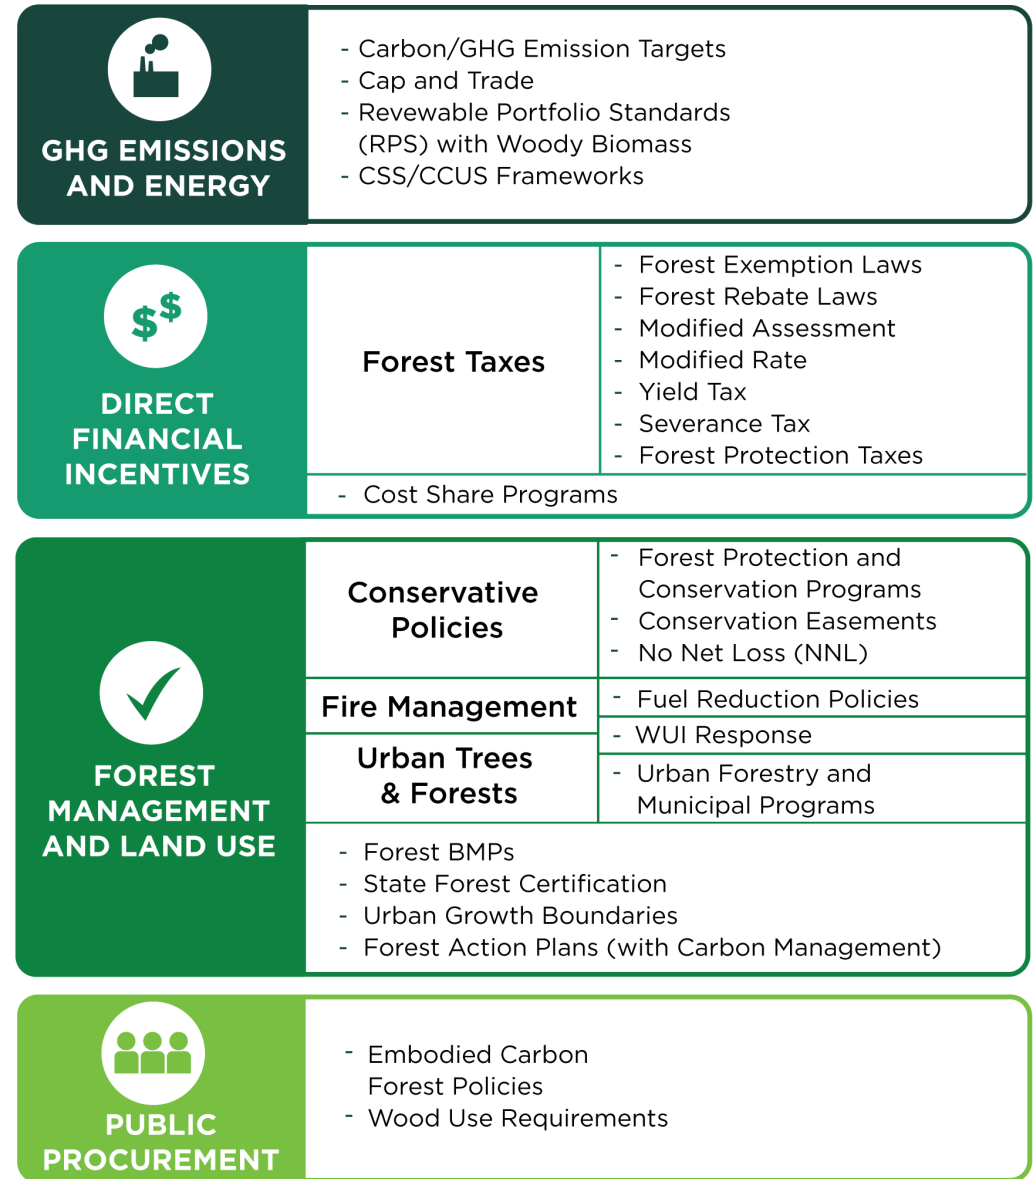 GHG EMISSIONS
AND ENERGY
- Carbon/GHG Emission Targets
- Cap and Trade
- Revewable Portfolio Standards
(RPS) with Woody Biomass
- CSS/CCUS Frameworks
$$
DIRECT
FINANCIAL
INCENTIVES
Forest Taxes
- Forest Exemption Laws
- Forest Rebate Laws
- Modified Assessment
- Modified Rate
- Yield Tax
- Severance Tax
- Forest Protection Taxes
- Cost Share Programs
FOREST
MANAGEMENT
AND LAND USE
Conservative
Policies
- Forest Protection and
Conservation Programs
- Conservation Easements
- No Net Loss (NNL)
Fire Management
- Fuel Reduction Policies
- WUI Response
Urban Trees
& Forests
- Urban Forestry and
Municipal Programs
- Forest BMPs
- State Forest Certification
- Urban Growth Boundaries
- Forest Action Plans (with Carbon Management)
PUBLIC
PROCUREMENT
- Embodied Carbon
Forest Policies
- Wood Use Requirements